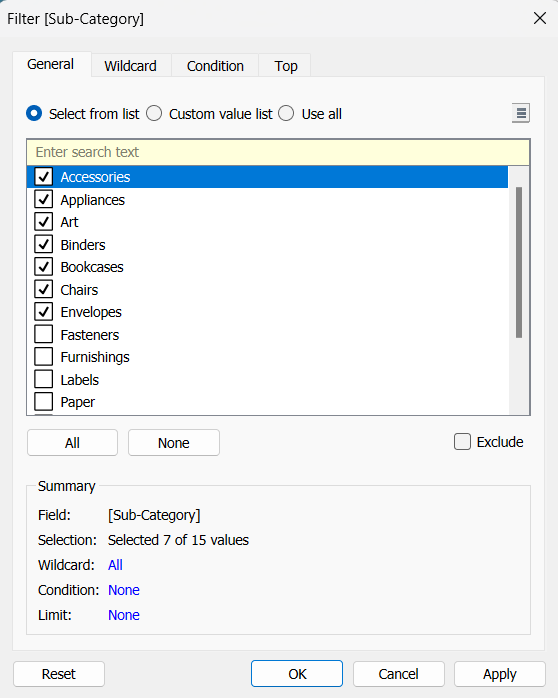 Filter [Sub-Category]
General Wildcard Condition Top
Select from list Custom value list Use all
Enter search text
Accessories
Appliances
Art
Binders
Bookcases
Chairs
Envelopes
Fasteners
Furnishings
Labels
Paper
All None Exclude
Summary
Field: [Sub-Category]
Selection: Selected 7 of 15 values
Wildcard: All
Condition: None
Limit: None
Reset OK Cancel Apply